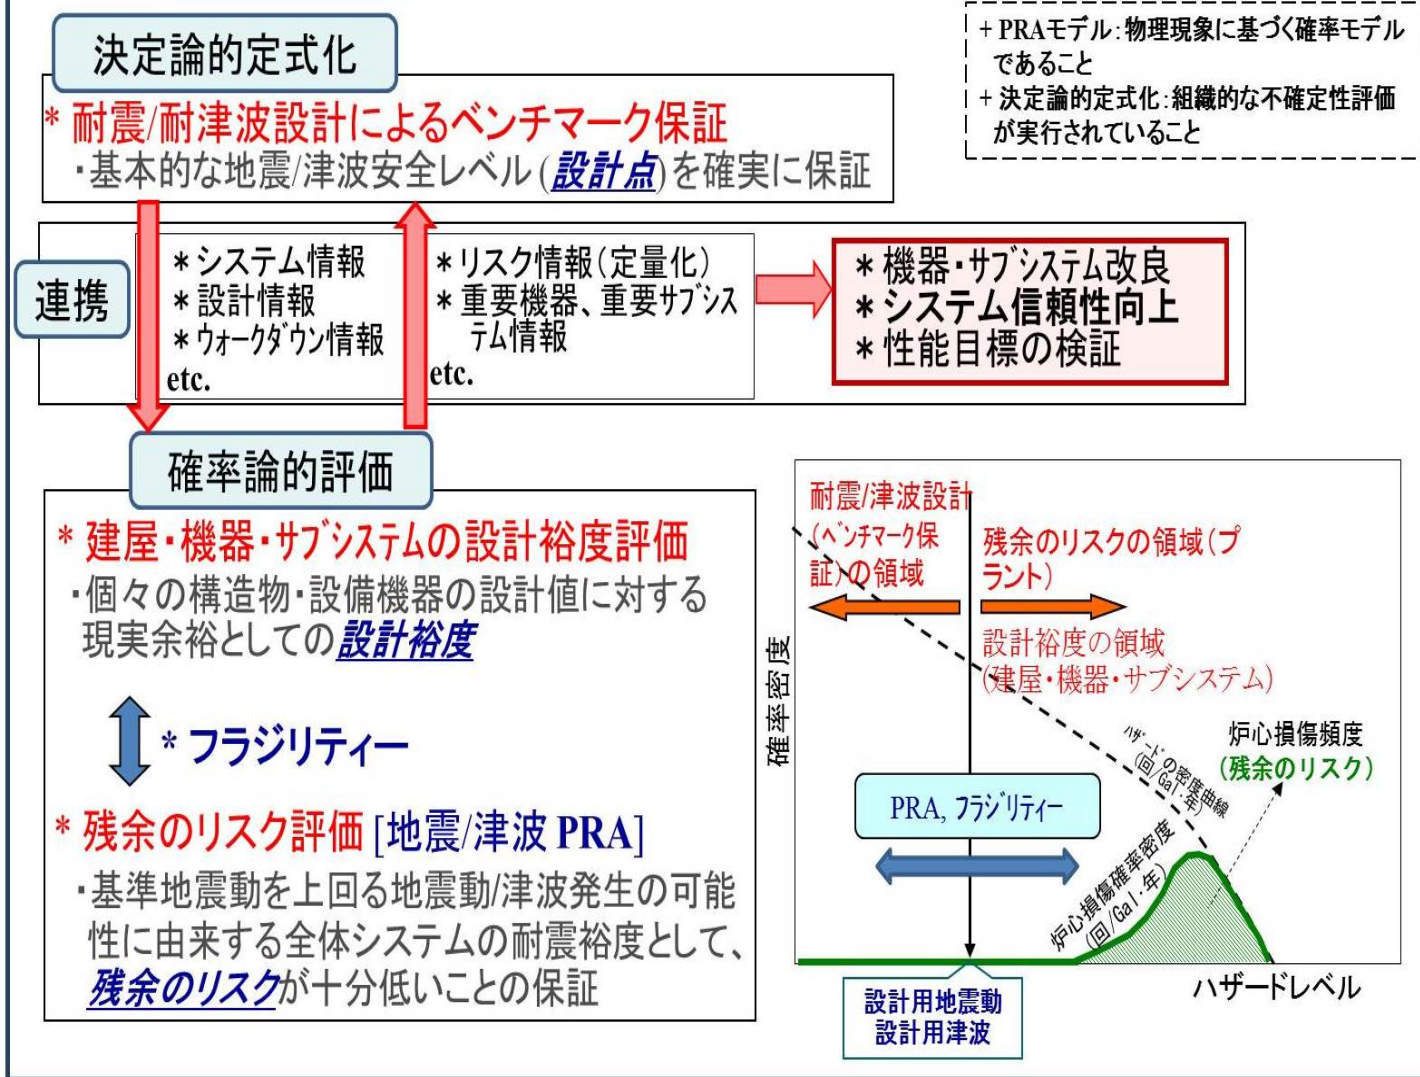 決定論的定式化
* 耐震/耐津波設計によるベンチマーク保証
・基本的な地震/津波安全レベル(設計点)を確実に保証
+ PRAモデル:物理現象に基づく確率モデル
であること
+ 決定論的定式化:組織的な不確定性評価
が実行されていること
連携
* システム情報
* 設計情報
* ウォークダウン情報
etc.
* リスク情報(定量化)
* 重要機器、重要サブシス
テム情報
etc.
* 機器・サブシステム改良
* システム信頼性向上
* 性能目標の検証
確率論的評価
* 建屋・機器・サブシステムの設計裕度評価
・個々の構造物・設備機器の設計値に対する
現実余裕としての設計裕度
* フラジリティー
* 残余のリスク評価 [地震/津波 PRA]
・基準地震動を上回る地震動/津波発生の可能
性に由来する全体システムの耐震裕度として、
残余のリスクが十分低いことの保証
確率密度
耐震/津波設計
(ベンチマーク保
証)の領域
残余のリスクの領域(プ
ラント)
設計裕度の領域
(建屋・機器・サブシステム)
ハザードの密度曲線
(回/Gal・年)
炉心損傷頻度
(残余のリスク)
PRA, フラジリティー
炉心損傷確率密度
(回/Gal・年)
ハザードレベル
設計用地震動
設計用津波